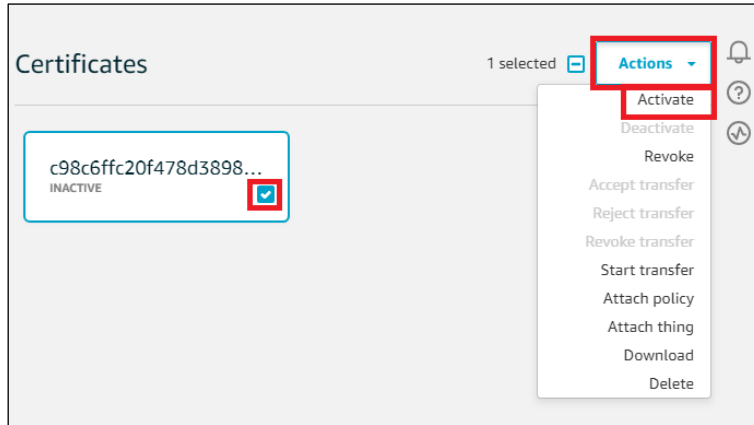 Certificates
1 selected
Actions
Activate
Deactivate
Revoke
Accept transfer
Reject transfer
Revoke transfer
Start transfer
Attach policy
Attach thing
Download
Delete
c98c6ffc20f478d3898...
INACTIVE